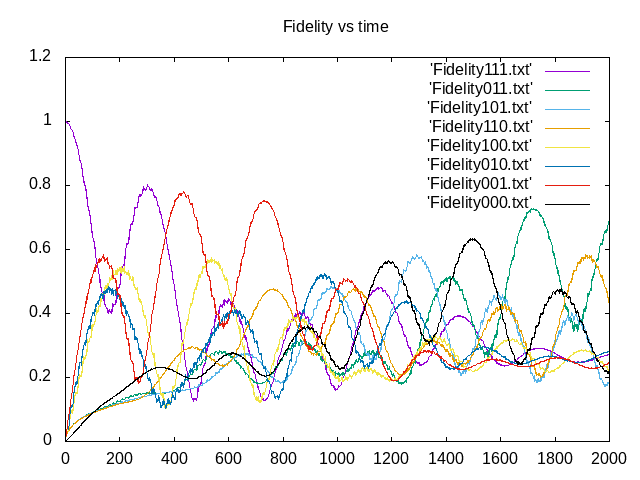 Fidelity vs time
1.2
1
0.8
0.6
0.4
0.2
0
0 200 400 600 800 1000 1200 1400 1600 1800 2000
'Fidelity111.txt'
'Fidelity011.txt'
'Fidelity101.txt'
'Fidelity110.txt'
'Fidelity100.txt'
'Fidelity010.txt'
'Fidelity001.txt'
'Fidelity000.txt'